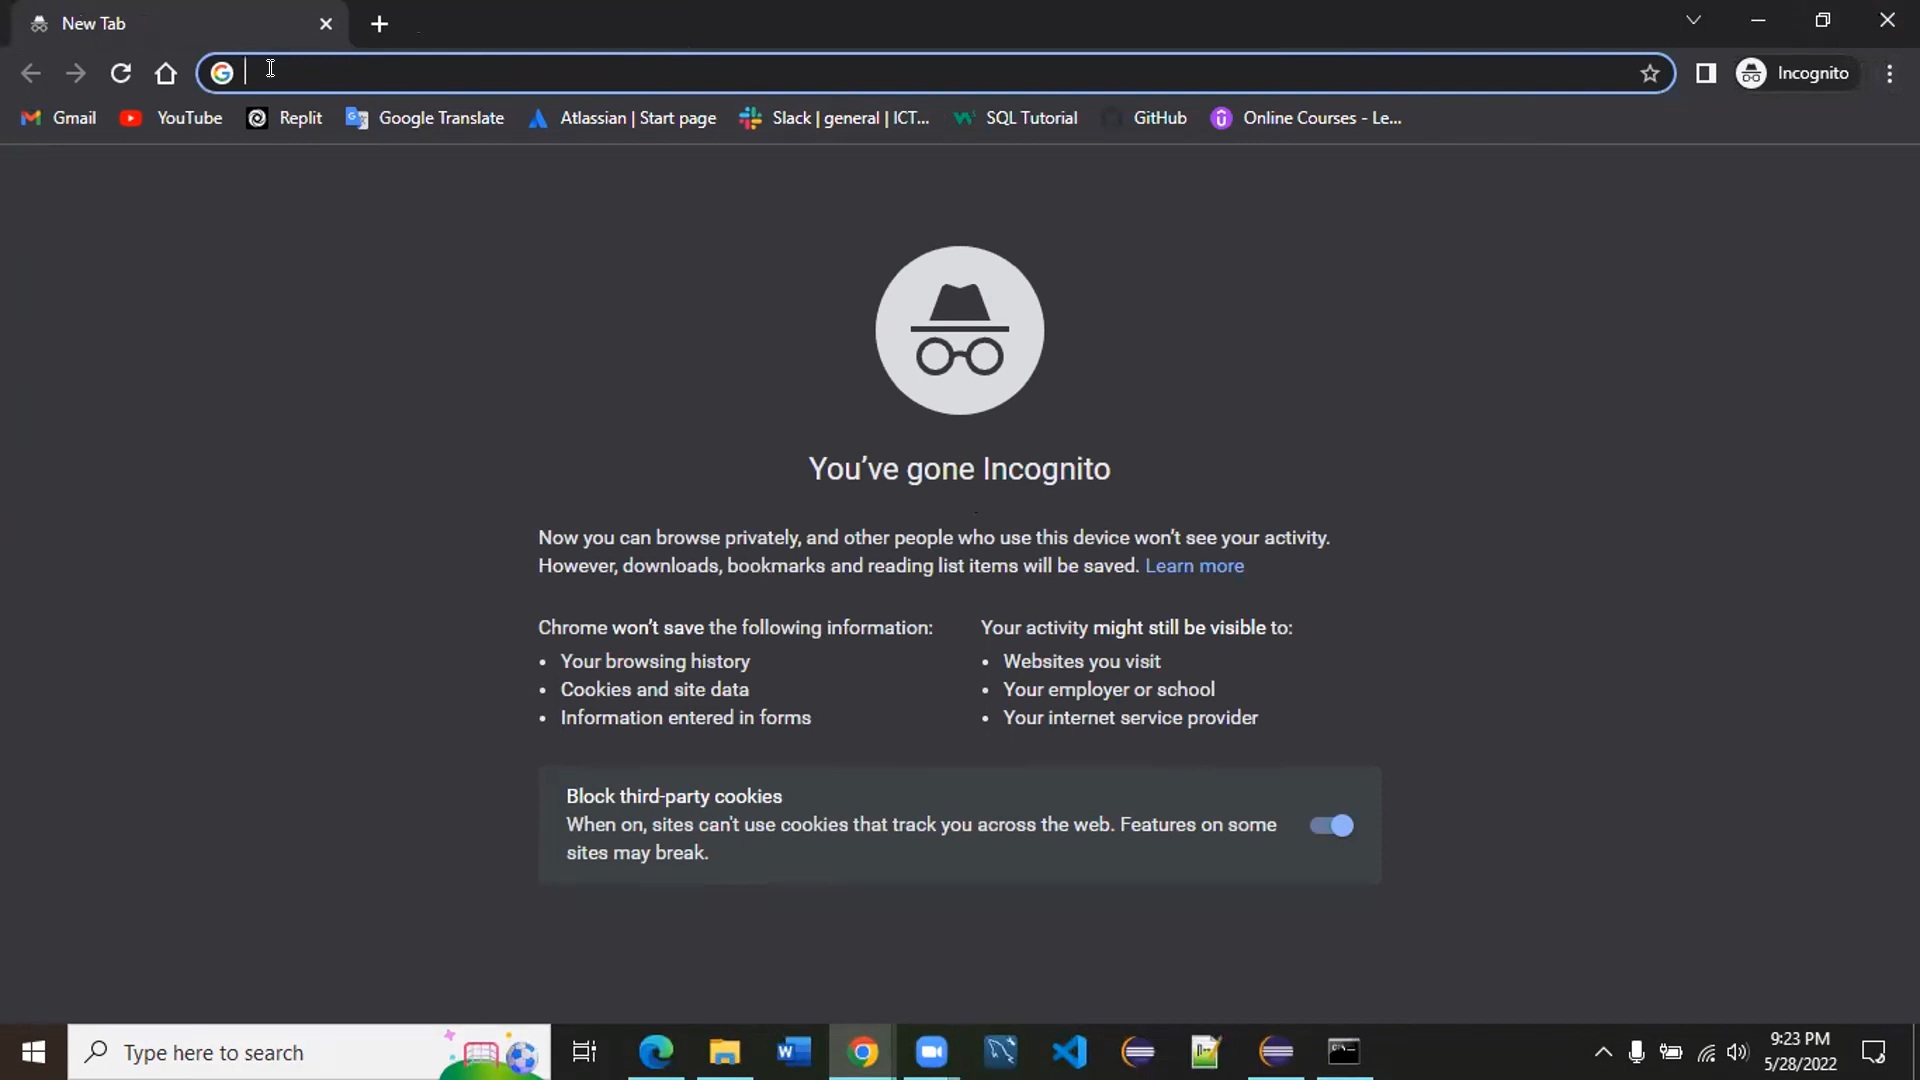 New Tab
Incognito
Gmail YouTube Replit Google Translate Atlassian | Start page Slack | general | ICT... SQL Tutorial GitHub Online Courses - Le...
You've gone Incognito
Now you can browse privately, and other people who use this device won't see your activity.
However, downloads, bookmarks and reading list items will be saved. Learn more
Chrome won't save the following information:
• Your browsing history
• Cookies and site data
• Information entered in forms
Your activity might still be visible to:
• Websites you visit
• Your employer or school
• Your internet service provider
Block third-party cookies
When on, sites can't use cookies that track you across the web. Features on some
sites may break.
Type here to search
9:23 PM
5/28/2022